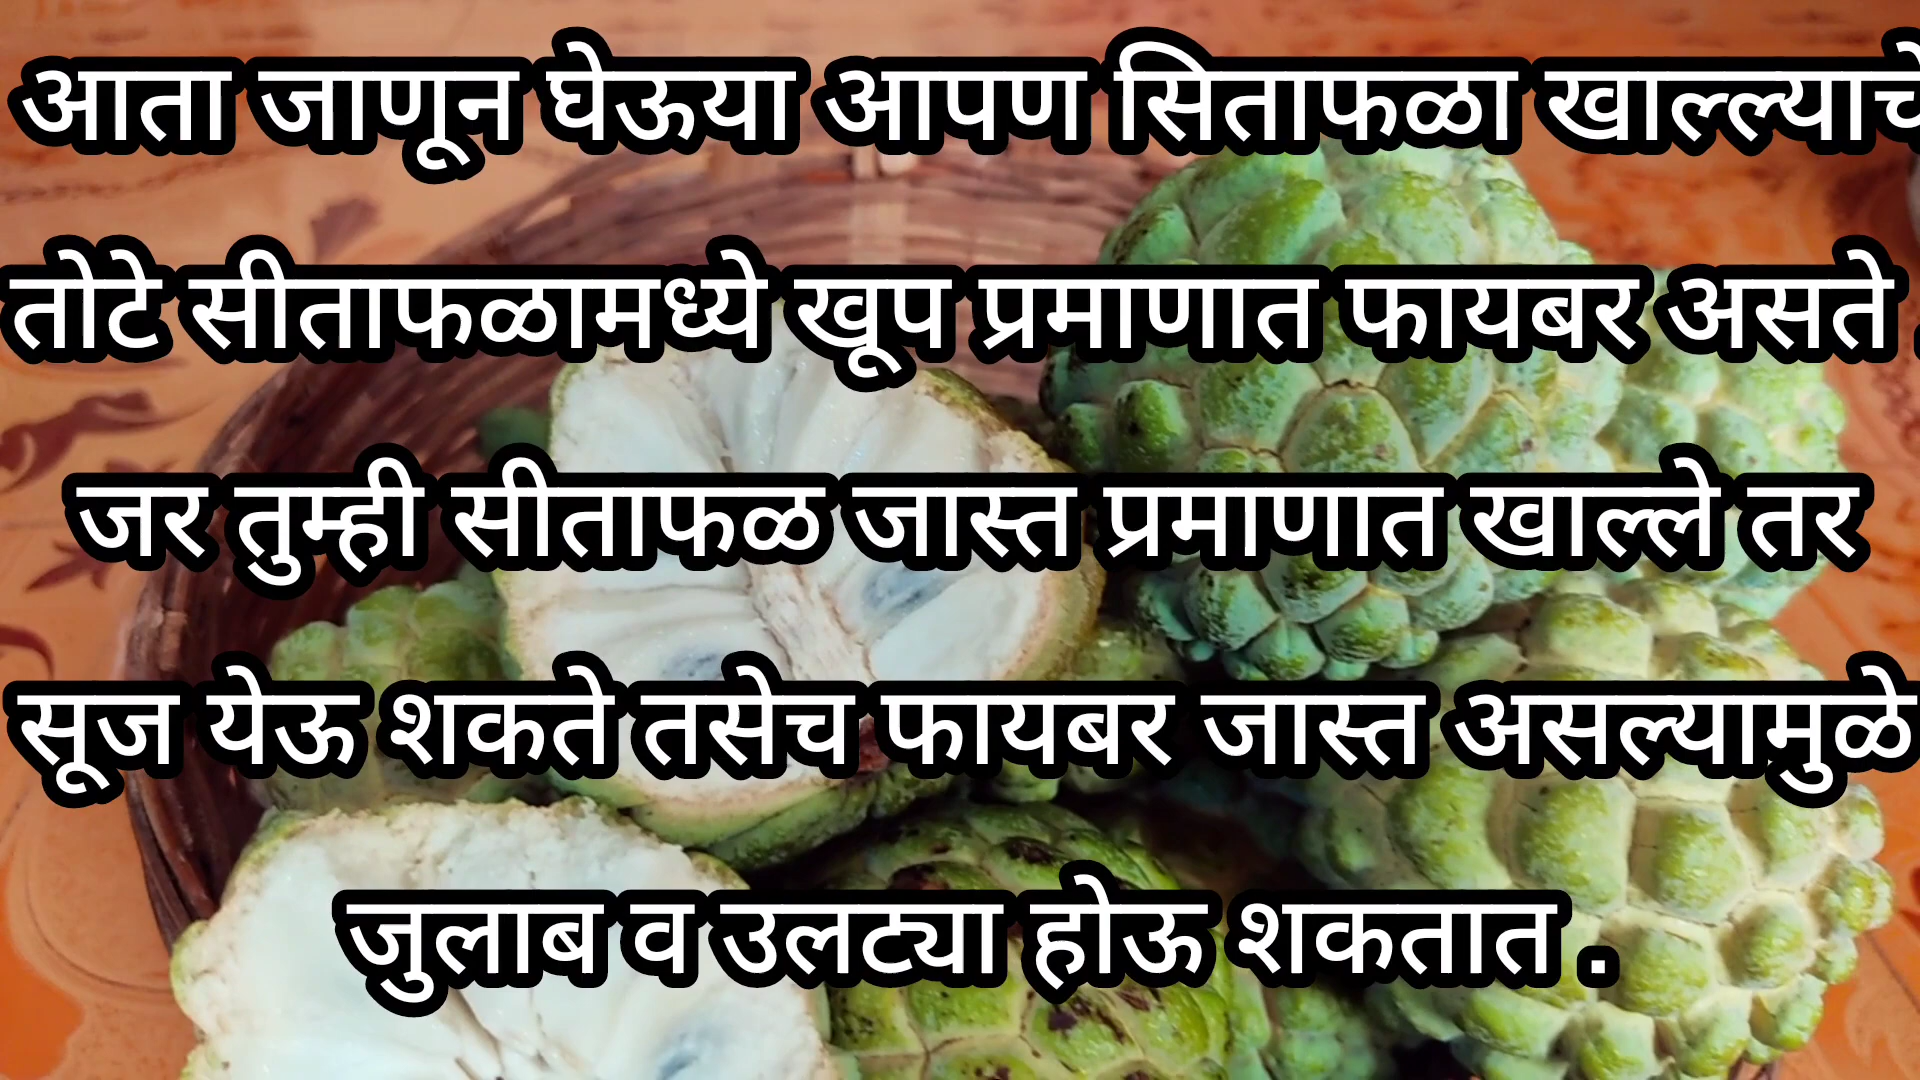 आता जाणून घेऊया आपण सिताफळा खाल्ल्याचे
तोटे सीताफळामध्ये खूप प्रमाणात फायबर असते .
जर तुम्ही सीताफळ जास्त प्रमाणात खाल्ले तर
सूज येऊ शकते तसेच फायबर जास्त असल्यामुळे
जुलाब व उलट्या होऊ शकतात .